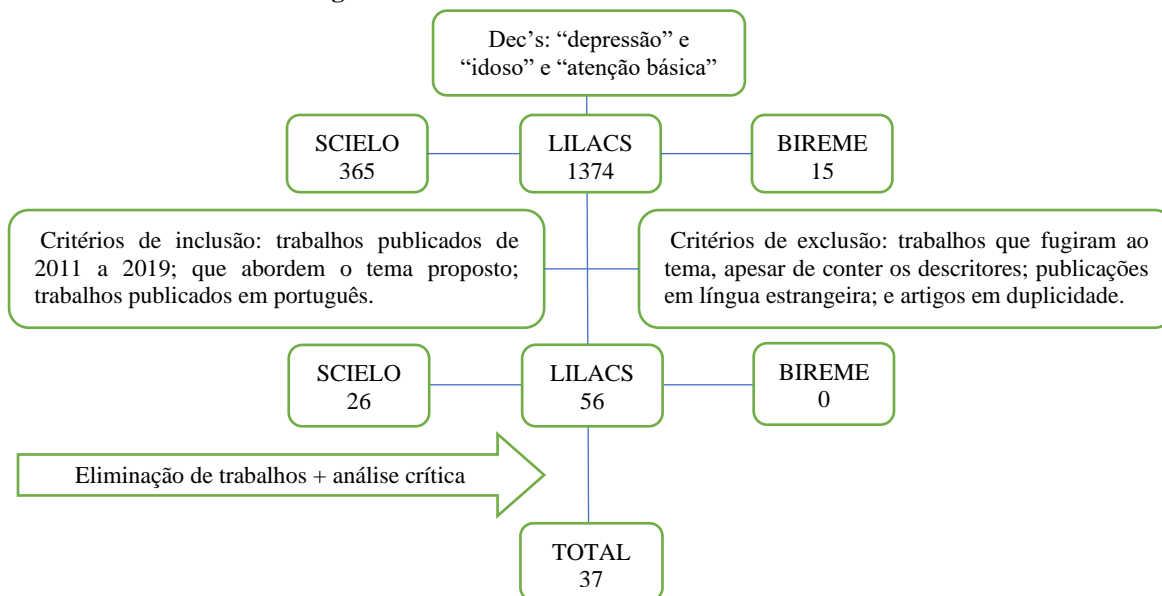 Dec’s: “depressão” e
“idoso” e “atenção básica”
SCIELO
365
LILACS
1374
BIREME
15
Critérios de inclusão: trabalhos publicados de
2011 a 2019; que abordem o tema proposto;
trabalhos publicados em português.
Critérios de exclusão: trabalhos que fugiram ao
tema, apesar de conter os descritores; publicações
em língua estrangeira; e artigos em duplicidade.
SCIELO
26
LILACS
56
BIREME
0
Eliminação de trabalhos + análise crítica
TOTAL
37